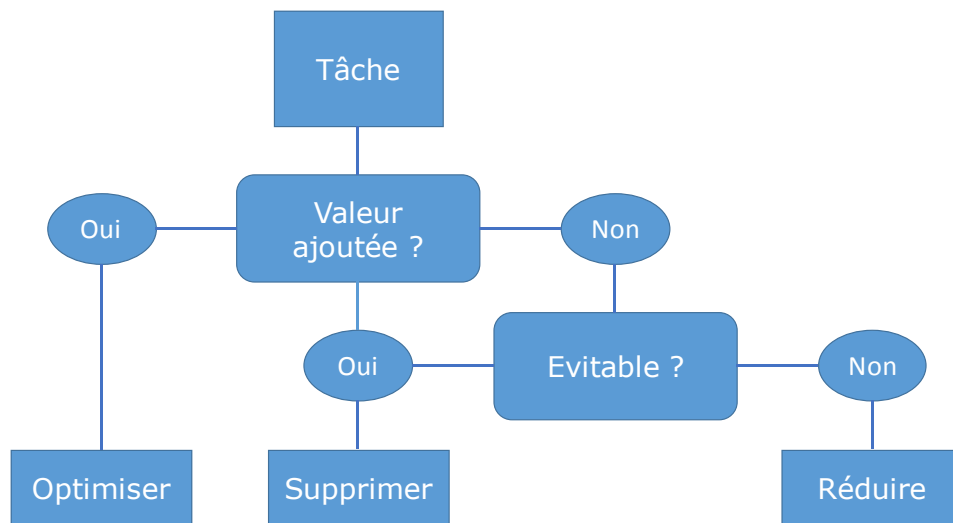 Tâche
Valeur
ajoutée ?
Oui
Non
Evitable ?
Oui
Non
Optimiser
Supprimer
Réduire